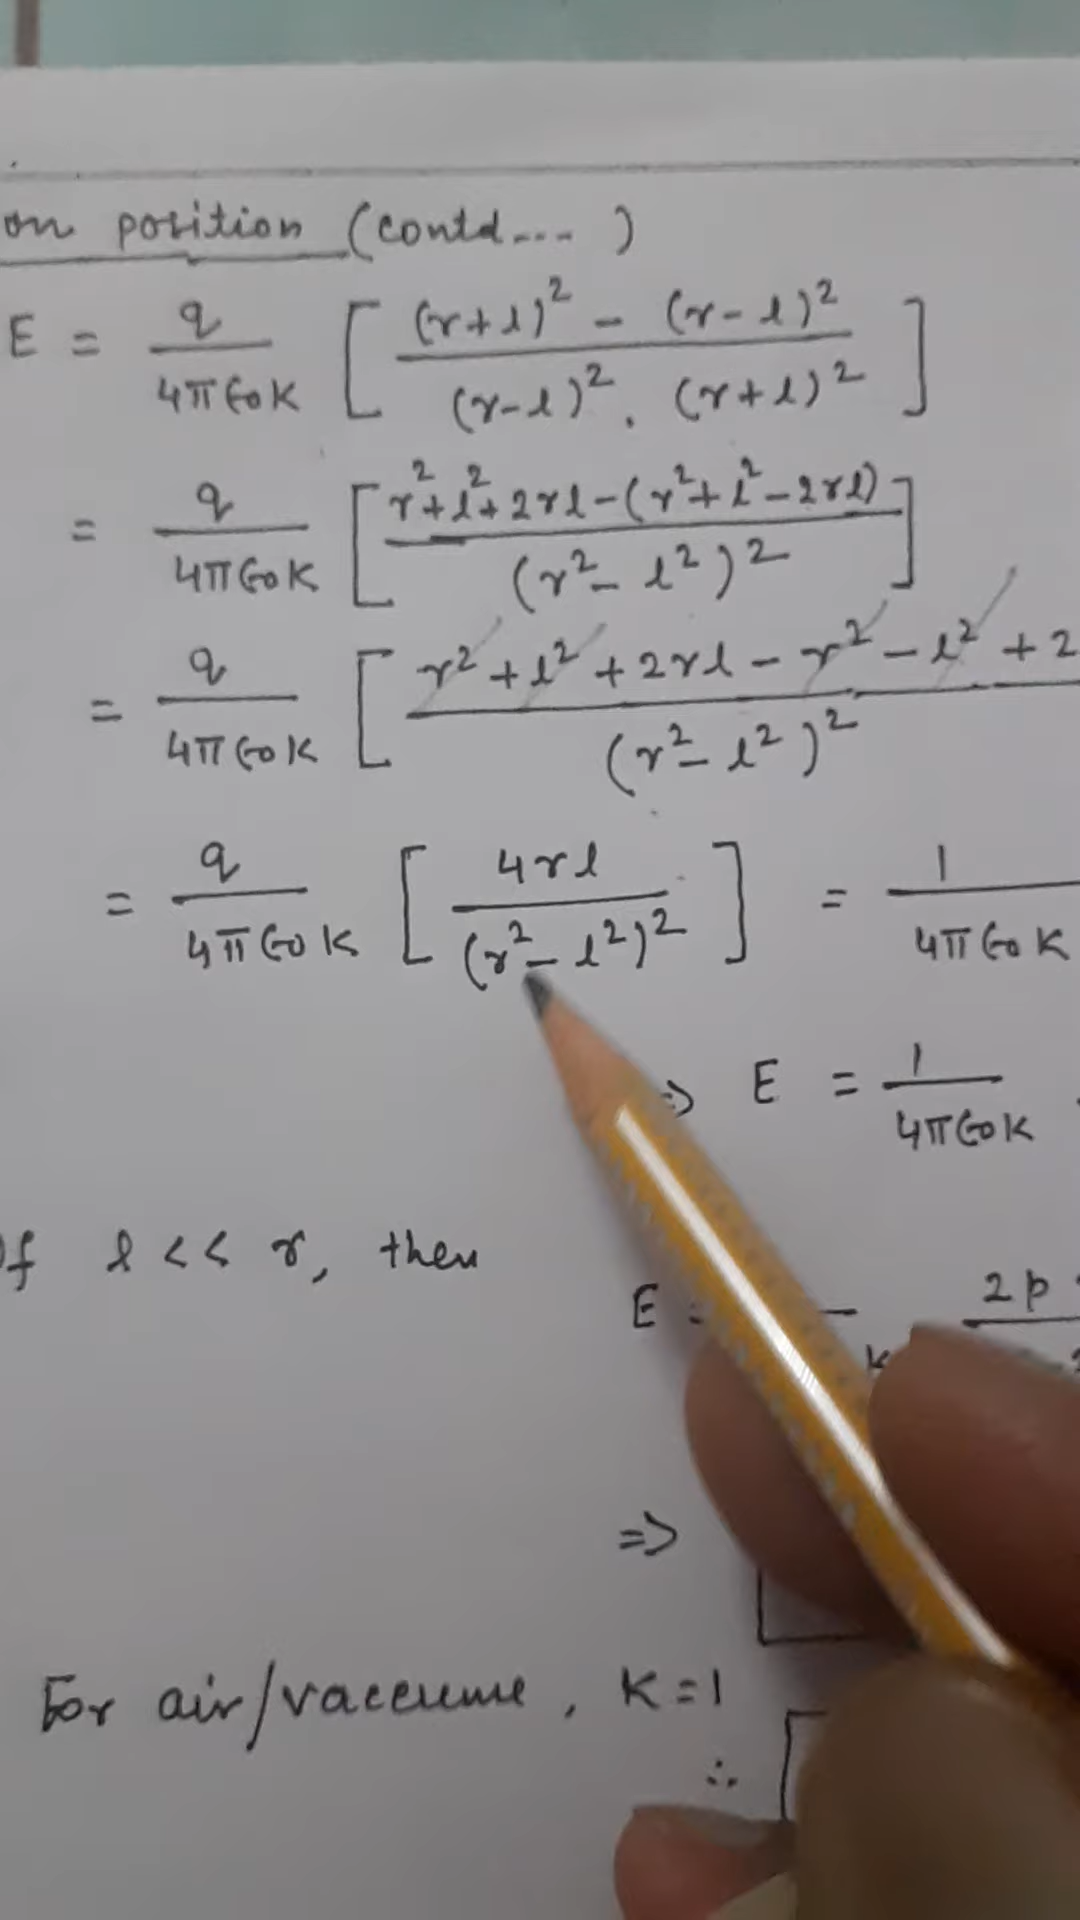 on position (contd.... )
E = q/4πϵ0K [ (r+l)² - (r-l)² / (r-l)² . (r+l)² ]
= q/4πϵ0K [ r²+l²+2rl-(r²+l²-2rl) / (r²-l²)² ]
= q/4πϵ0K [ r²+l²+2rl-r²-l²+2 / (r²-l²)² ]
= q/4πϵ0K [ 4rl / (r²-l²)² ] = 1/4πϵ0K
=> E = 1/4πϵ0K
If l << r, then
E = 2p
K
=>
For air/vaccume, K=1
∴